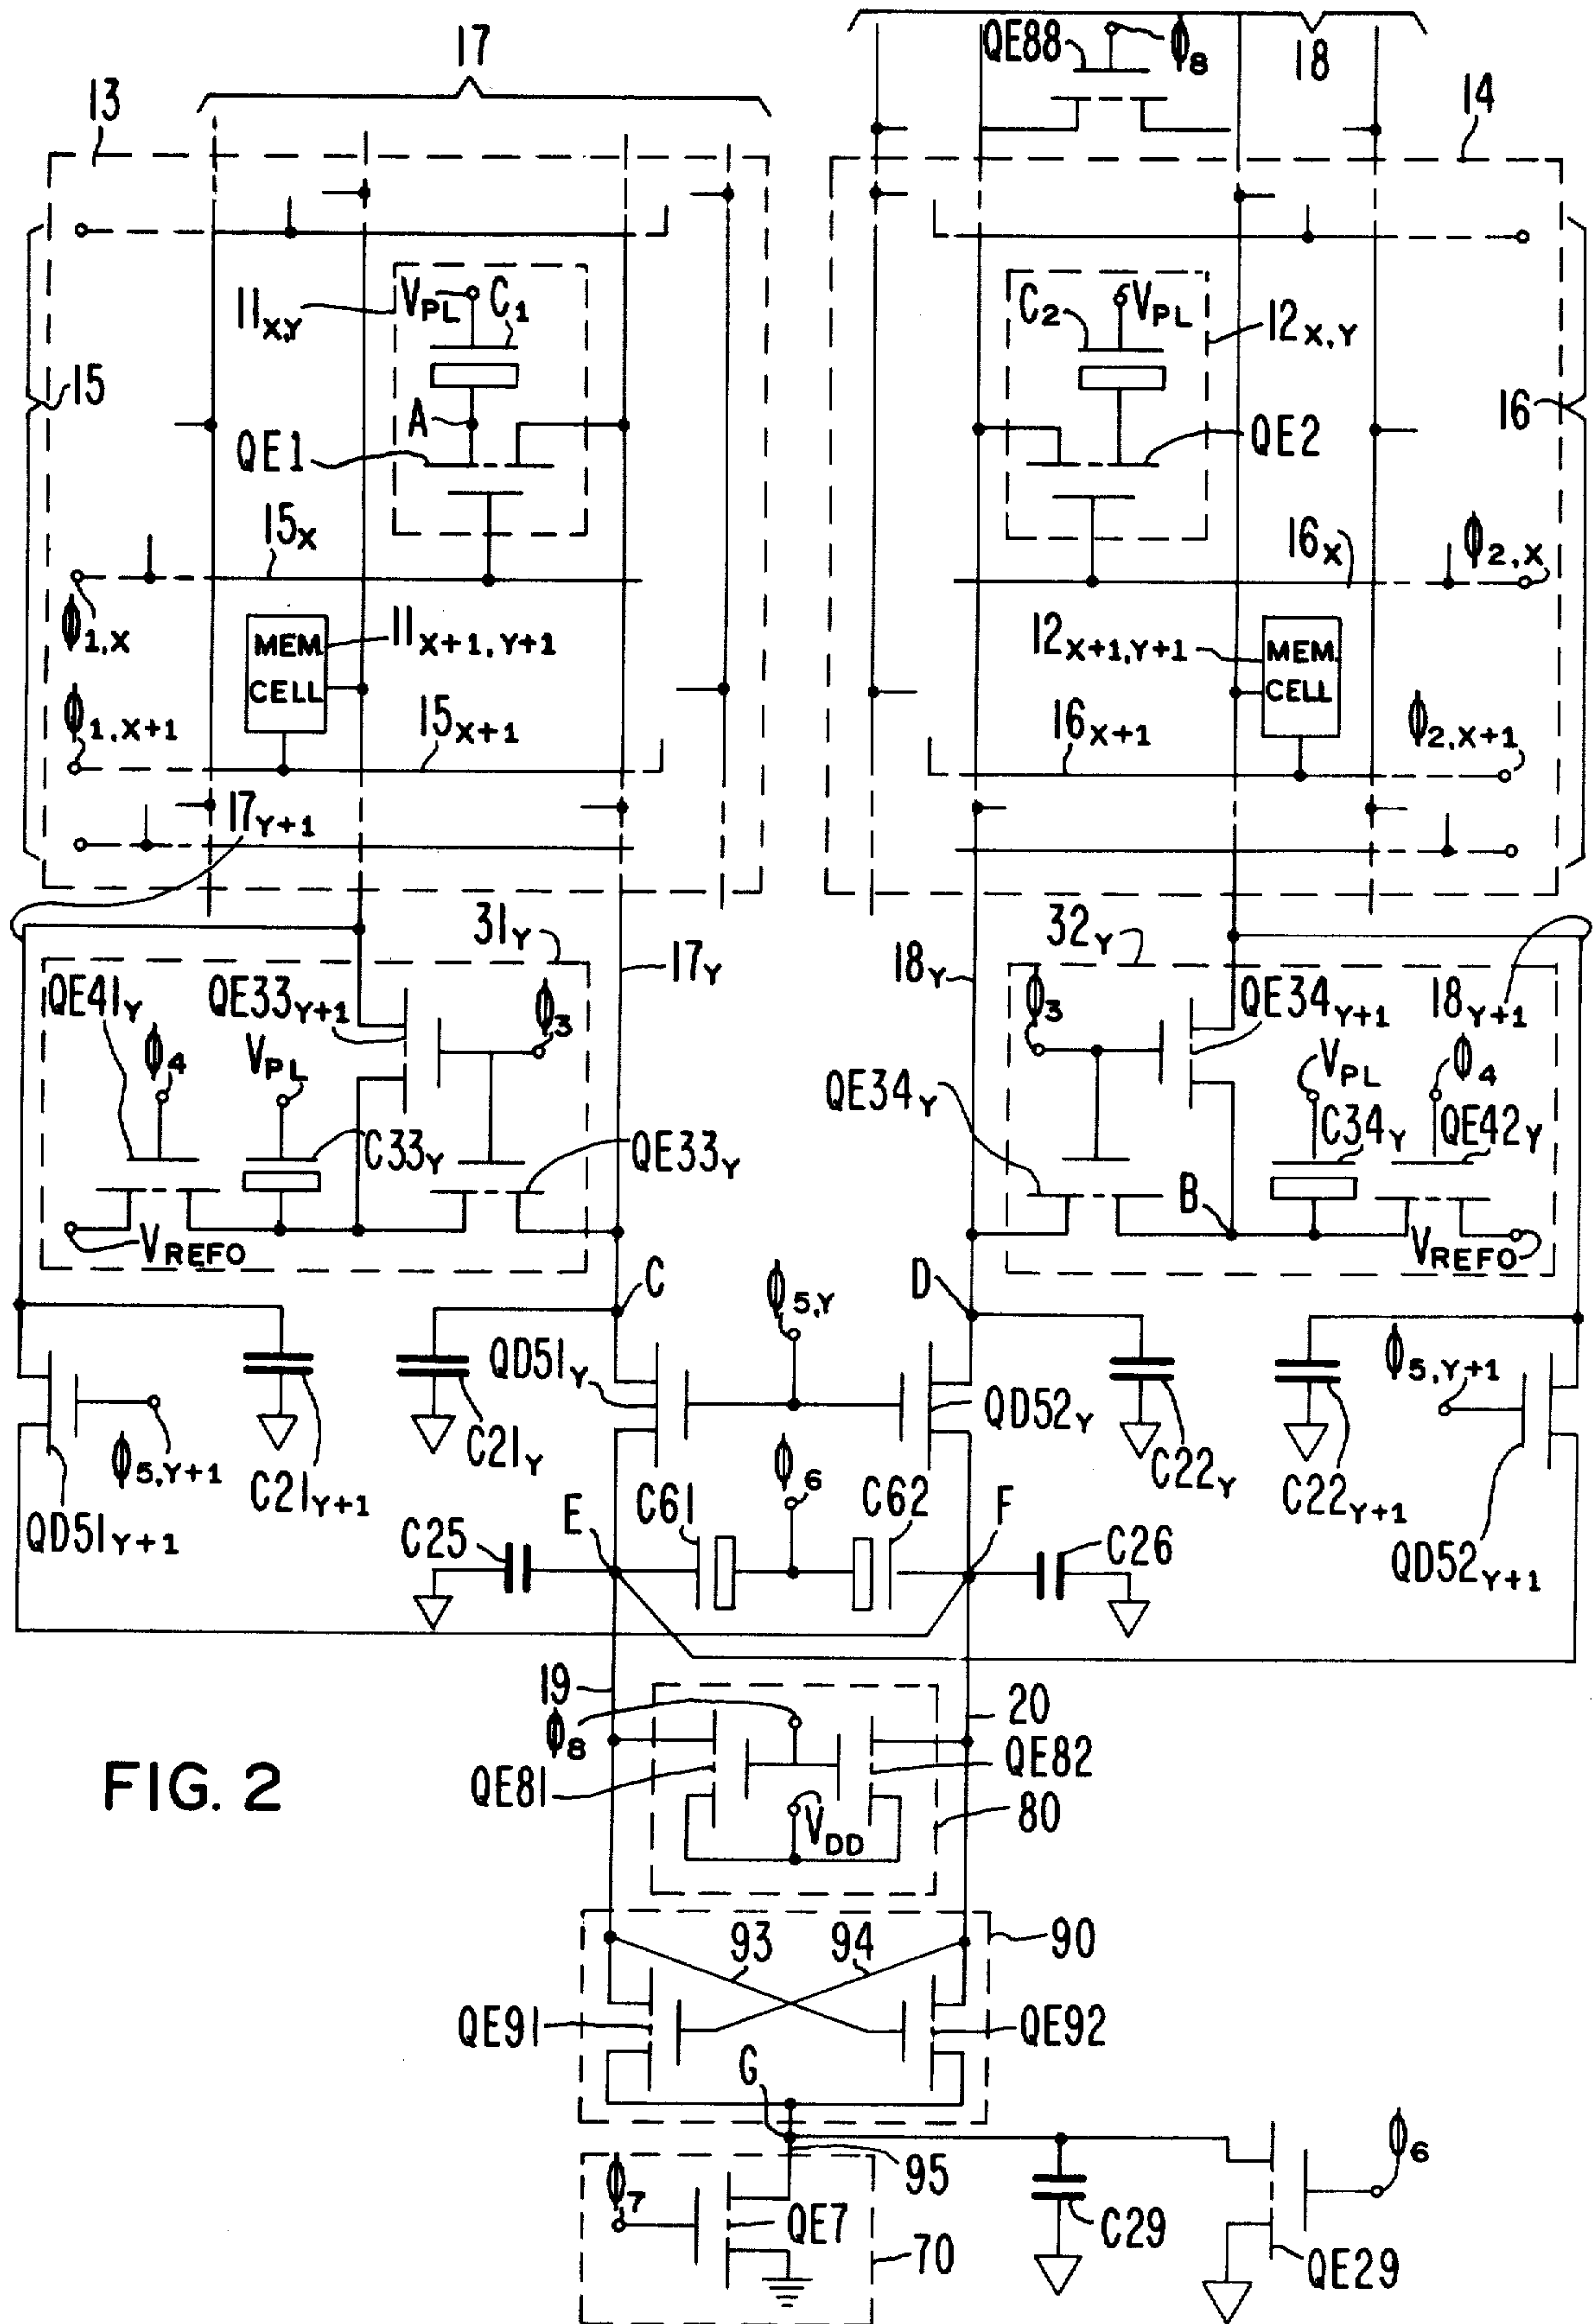 17
QE88
ϕ8
18
13
14
11X,Y
VPL
C1
C2
VPL
12X,Y
15
16
A
QE1
QE2
15X
16X
ϕ2,X
ϕ1,X
MEM.
CELL
11X+1,Y+1
12X+1,Y+1
MEM.
CELL
ϕ1,X+1
15X+1
16X+1
ϕ2,X+1
17Y+1
31Y
17Y
18Y
32Y
18Y+1
QE41Y
QE33Y+1
ϕ3
ϕ3
QE34Y+1
ϕ4
VPL
VPL
ϕ4
QE34Y
C33Y
QE33Y
C34Y
QE42Y
B
VREFO
VREFO
C
D
ϕ5,Y
QD51Y
QD52Y
ϕ5,Y+1
ϕ5,Y+1
C21Y
C22Y
C21Y+1
C22Y+1
QD51Y+1
QD52Y+1
ϕ6
C61
C62
E
F
C25
C26
19
20
ϕ8
QE81
QE82
VDD
80
FIG. 2
93
94
90
QE91
QE92
G
95
ϕ7
QE7
70
C29
ϕ6
QE29